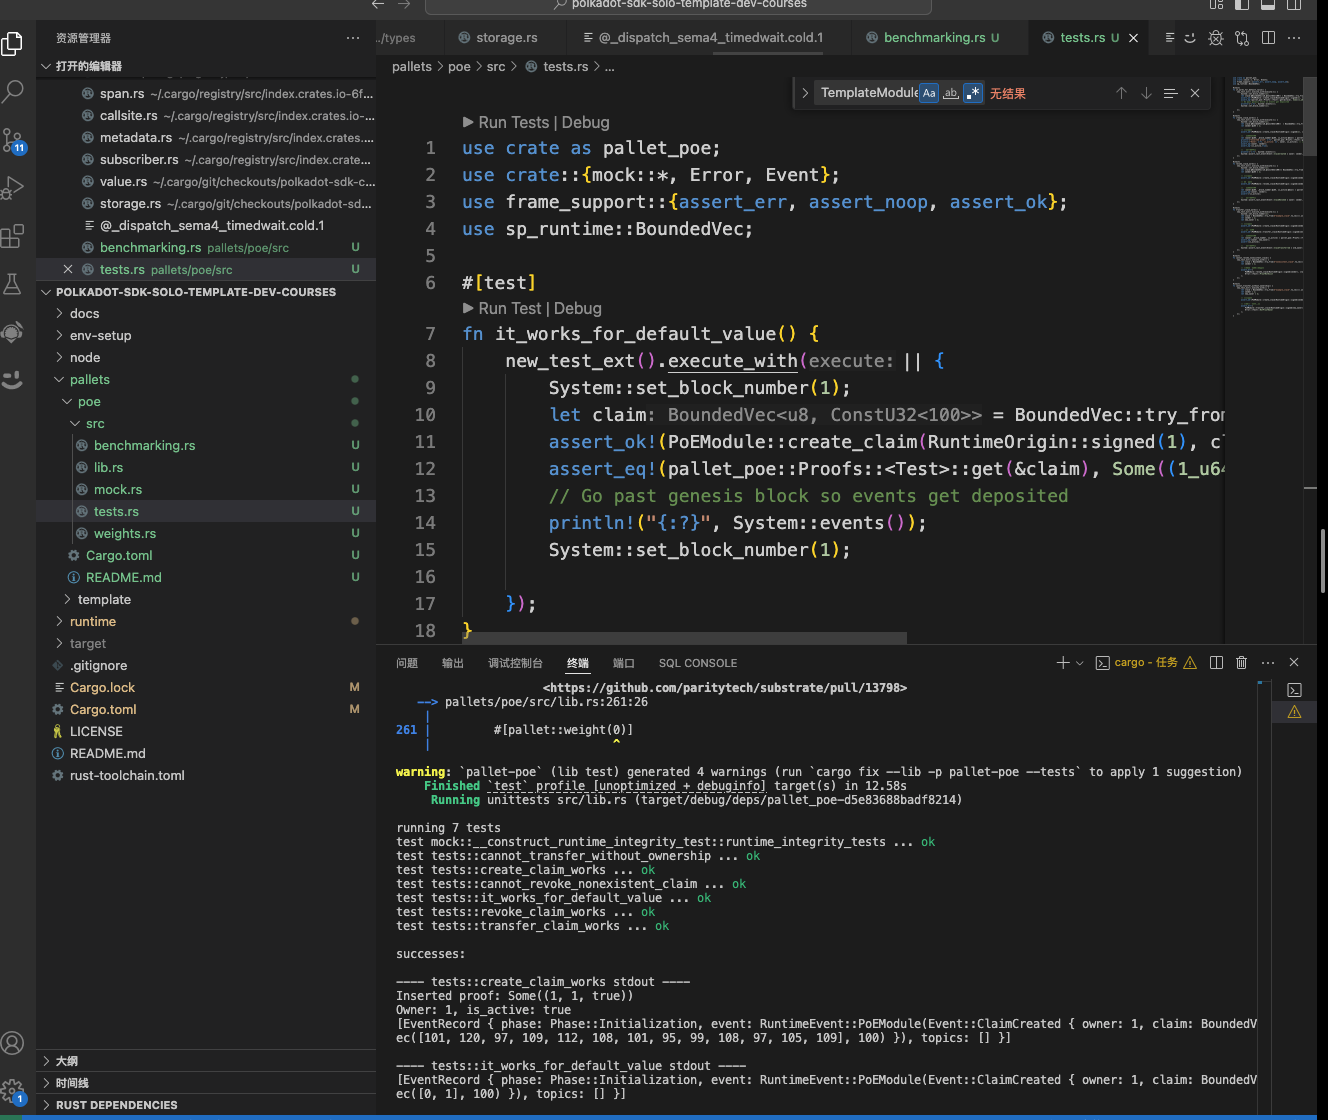 polkadot-sdk-solo-template-dev-courses
资源管理器
../types
storage.rs
@_dispatch_sema4_timedwait.cold.1
benchmarking.rs U
tests.rs U
打开的编辑器
span.rs ~/.cargo/registry/src/index.crates.io-6f...
callsite.rs ~/.cargo/registry/src/index.crates.io-...
metadata.rs ~/.cargo/registry/src/index.crates....
subscriber.rs ~/.cargo/registry/src/index.crate...
value.rs ~/.cargo/git/checkouts/polkadot-sdk-c...
storage.rs ~/.cargo/git/checkouts/polkadot-sd...
@_dispatch_sema4_timedwait.cold.1
benchmarking.rs pallets/poe/src U
tests.rs pallets/poe/src U
POLKADOT-SDK-SOLO-TEMPLATE-DEV-COURSES
docs
env-setup
node
pallets
poe
src
benchmarking.rs U
lib.rs U
mock.rs U
tests.rs U
weights.rs U
Cargo.toml U
README.md U
template
runtime
target
.gitignore
Cargo.lock M
Cargo.toml M
LICENSE
README.md
rust-toolchain.toml
大纲
时间线
RUST DEPENDENCIES
11
1
pallets > poe > src > tests.rs > ...
TemplateModule Aa ab .* 无结果
Run Tests | Debug
1 use crate as pallet_poe;
2 use crate::{mock::*, Error, Event};
3 use frame_support::{assert_err, assert_noop, assert_ok};
4 use sp_runtime::BoundedVec;
5
6 #[test]
Run Test | Debug
7 fn it_works_for_default_value() {
8 new_test_ext().execute_with(execute: || {
9 System::set_block_number(1);
10 let claim: BoundedVec<u8, ConstU32<100>> = BoundedVec::try_from
11 assert_ok!(PoEModule::create_claim(RuntimeOrigin::signed(1), cl
12 assert_eq!(pallet_poe::Proofs::<Test>::get(&claim), Some((1_u64
13 // Go past genesis block so events get deposited
14 println!("{:?}", System::events());
15 System::set_block_number(1);
16
17 });
18 }
问题 输出 调试控制台 终端 端口 SQL CONSOLE
cargo - 任务
<https://github.com/paritytech/substrate/pull/13798>
--> pallets/poe/src/lib.rs:261:26
|
261 | #[pallet::weight(0)]
| ^
warning: `pallet-poe` (lib test) generated 4 warnings (run `cargo fix --lib -p pallet-poe --tests` to apply 1 suggestion)
Finished `test` profile [unoptimized + debuginfo] target(s) in 12.58s
Running unittests src/lib.rs (target/debug/deps/pallet_poe-d5e83688badf8214)
running 7 tests
test mock::__construct_runtime_integrity_test::runtime_integrity_tests ... ok
test tests::cannot_transfer_without_ownership ... ok
test tests::create_claim_works ... ok
test tests::cannot_revoke_nonexistent_claim ... ok
test tests::it_works_for_default_value ... ok
test tests::revoke_claim_works ... ok
test tests::transfer_claim_works ... ok
successes:
---- tests::create_claim_works stdout ----
Inserted proof: Some((1, 1, true))
Owner: 1, is_active: true
[EventRecord { phase: Phase::Initialization, event: RuntimeEvent::PoEModule(Event::ClaimCreated { owner: 1, claim: BoundedV
ec([101, 120, 97, 109, 112, 108, 101, 95, 99, 108, 97, 105, 109], 100) }), topics: [] }]
---- tests::it_works_for_default_value stdout ----
[EventRecord { phase: Phase::Initialization, event: RuntimeEvent::PoEModule(Event::ClaimCreated { owner: 1, claim: BoundedV
ec([0, 1], 100) }), topics: [] }]